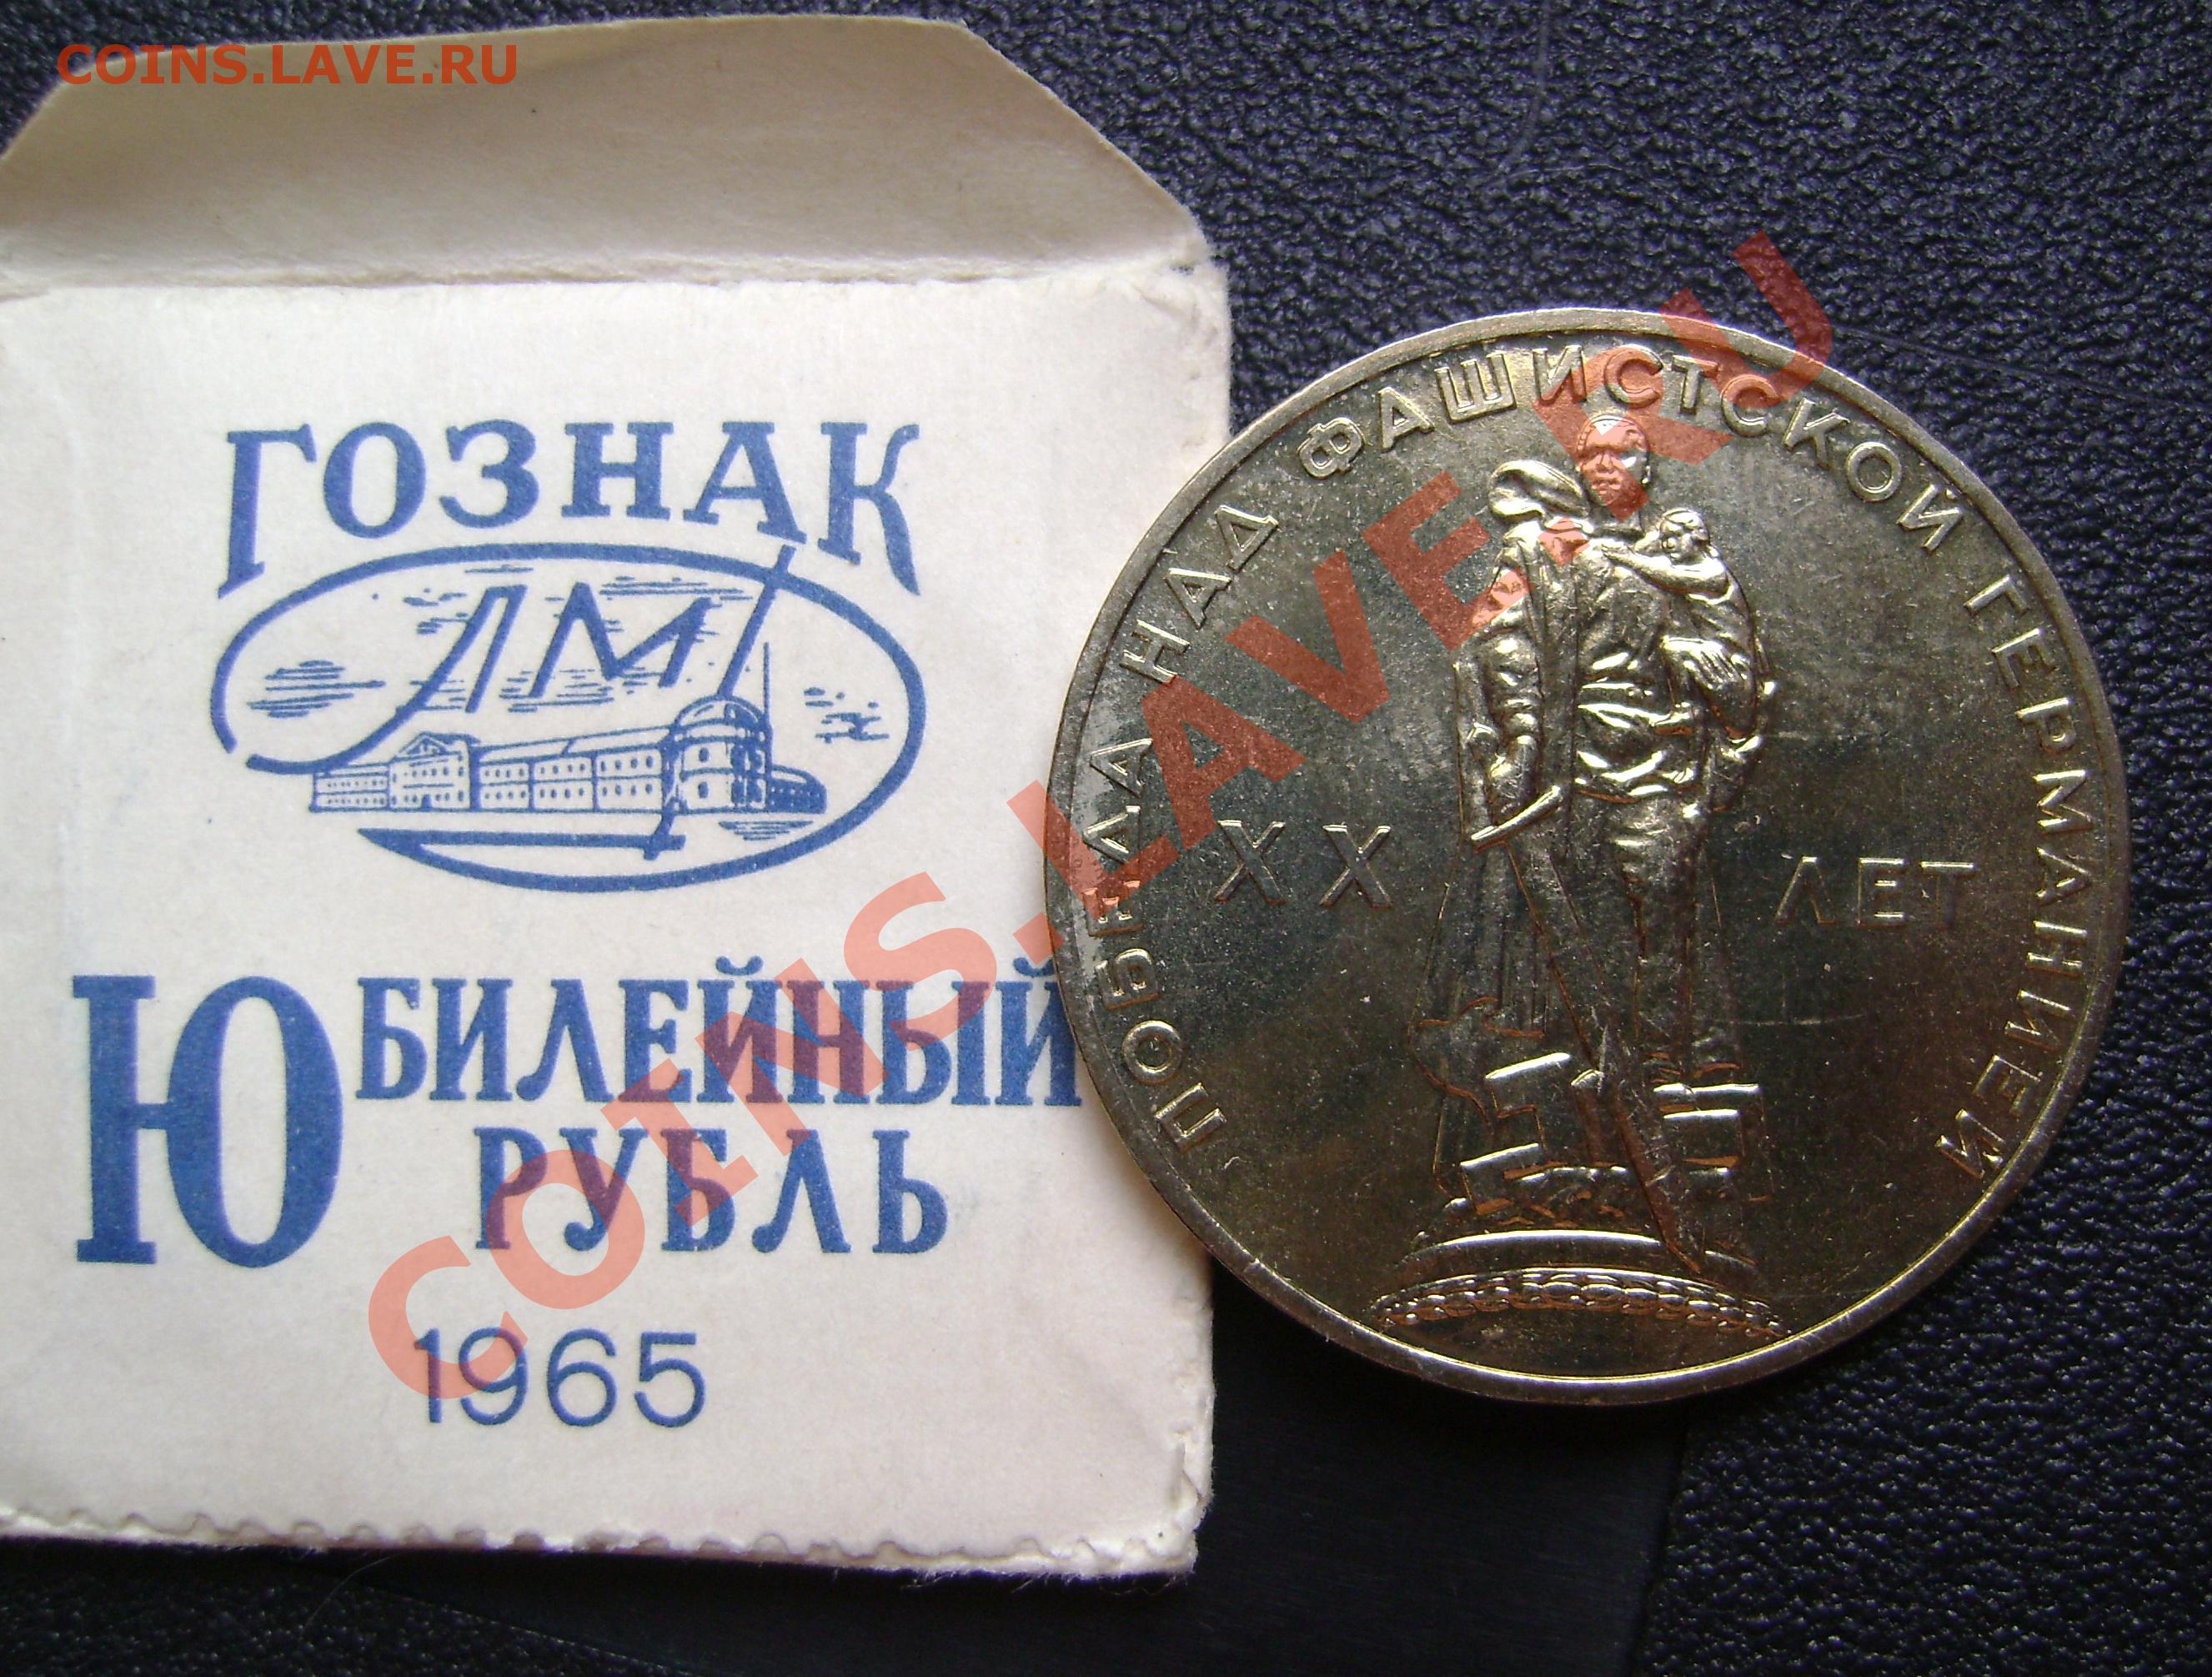 COINS.LAVE.RU
ГОЗНАК
ЛМ
ЮБИЛЕЙНЫЙ
РУБЛЬ
1965
ПОБЕДА НАД ФАШИСТСКОЙ ГЕРМАНИЕЙ
XX ЛЕТ
COINS.LAVE.RU